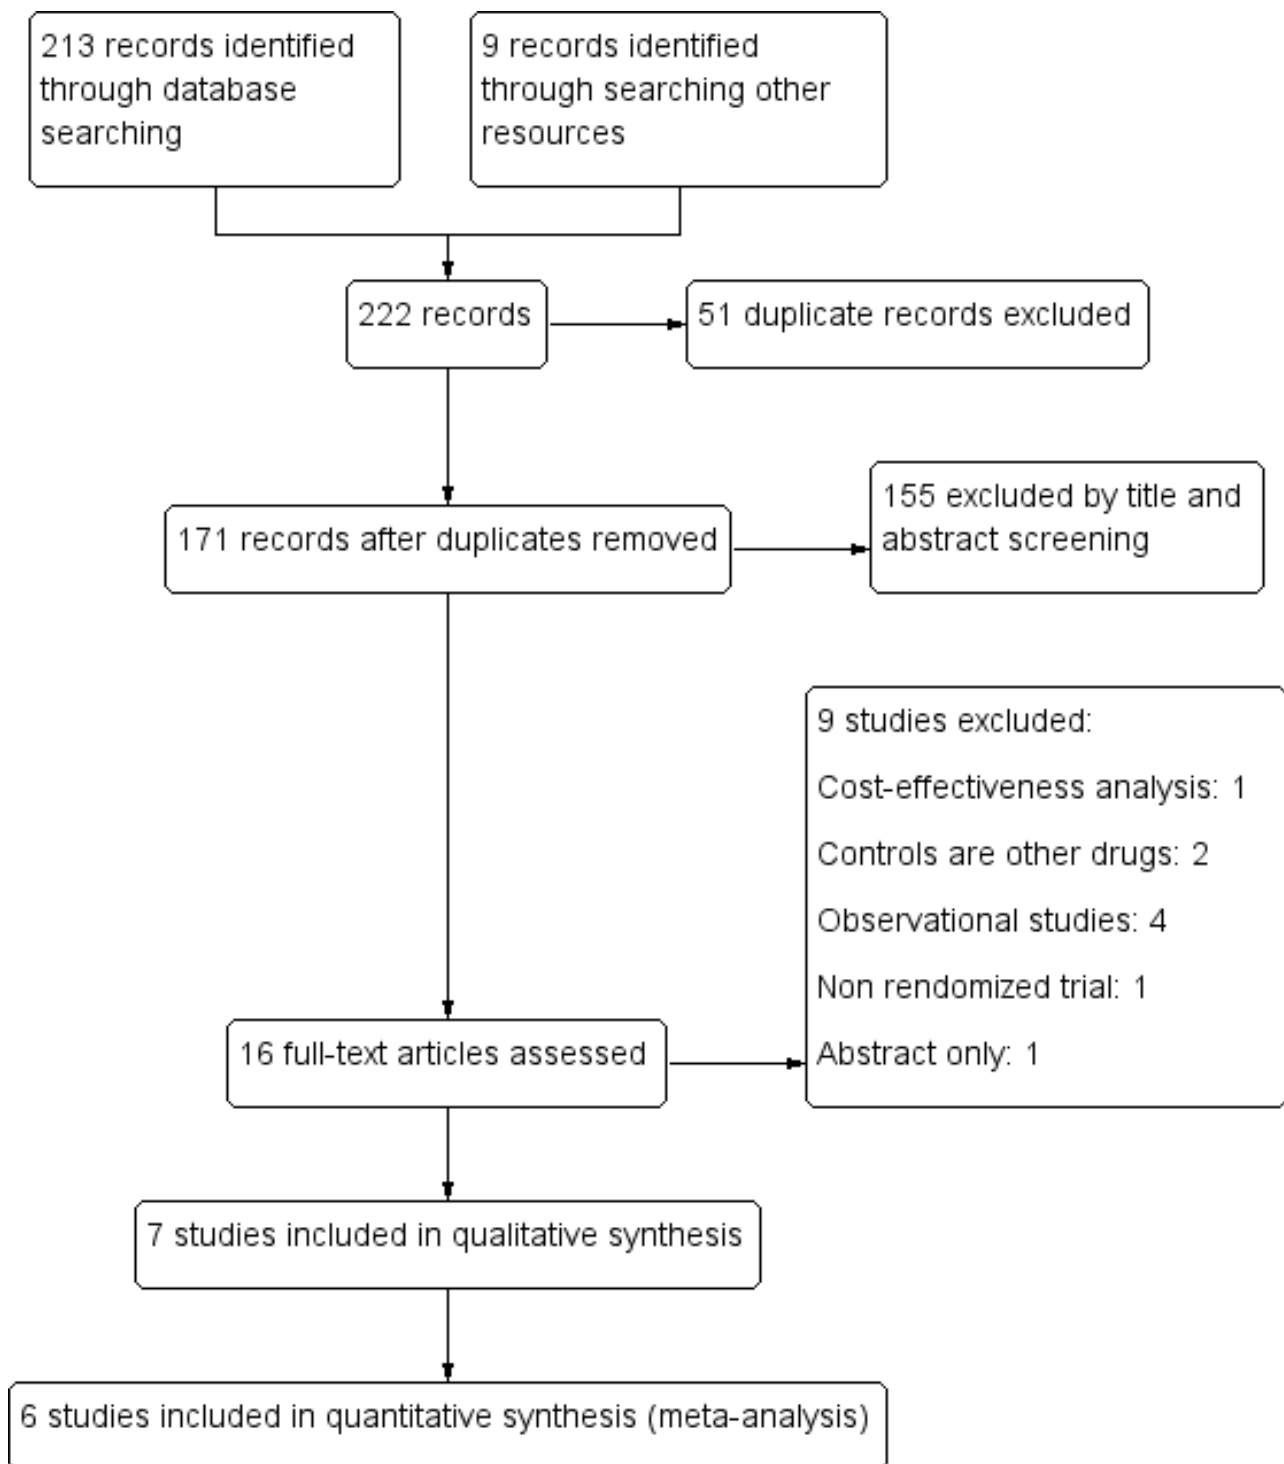 213 records identified
through database
searching
9 records identified
through searching other
resources
222 records
51 duplicate records excluded
171 records after duplicates removed
155 excluded by title and
abstract screening
16 full-text articles assessed
9 studies excluded:
Cost-effectiveness analysis: 1
Controls are other drugs: 2
Observational studies: 4
Non rendomized trial: 1
Abstract only: 1
7 studies included in qualitative synthesis
6 studies included in quantitative synthesis (meta-analysis)